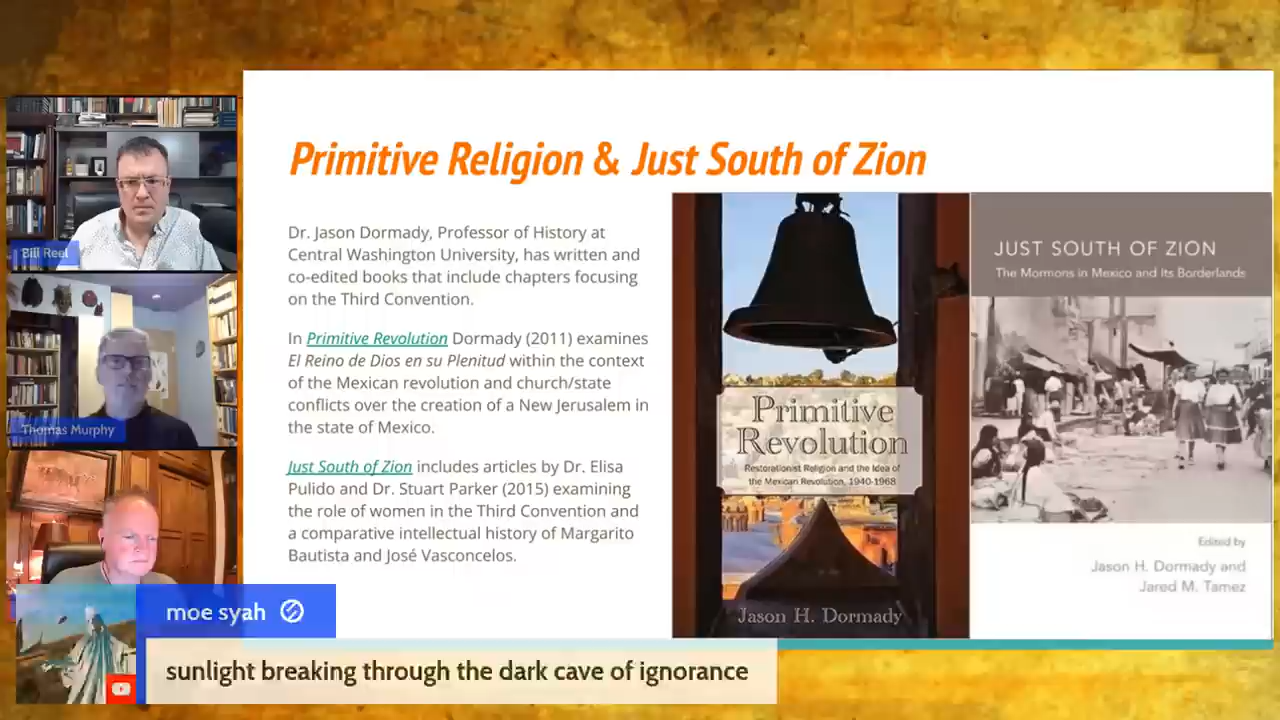 Primitive Religion & Just South of Zion
Dr. Jason Dormady, Professor of History at
Central Washington University, has written and
co-edited books that include chapters focusing
on the Third Convention.
In Primitive Revolution Dormady (2011) examines
El Reino de Dios en su Plenitud within the context
of the Mexican revolution and church/state
conflicts over the creation of a New Jerusalem in
the state of Mexico.
Just South of Zion includes articles by Dr. Elisa
Pulido and Dr. Stuart Parker (2015) examining
the role of women in the Third Convention and
a comparative intellectual history of Margarito
Bautista and José Vasconcelos.
Primitive
Revolution
Restorationist Religion and the Idea of
the Mexican Revolution, 1940-1968
Jason H. Dormady
JUST SOUTH OF ZION
The Mormons in Mexico and Its Borderlands
Edited by
Jason H. Dormady and
Jared M. Tamez
Bill Reel
Thomas Murphy
moe syah
sunlight breaking through the dark cave of ignorance